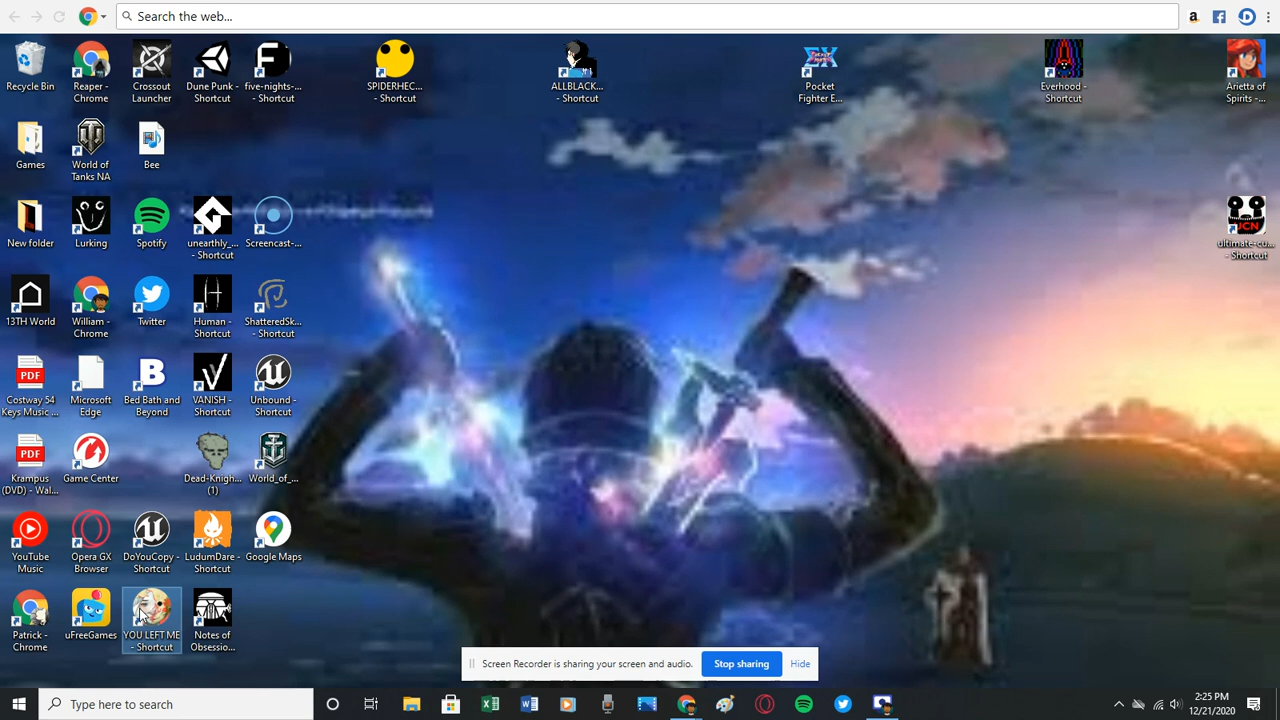 Search the web...
Recycle Bin
Reaper -
Chrome
Crossout
Launcher
Dune Punk -
Shortcut
five-nights-...
- Shortcut
SPIDERHEC...
- Shortcut
ALLBLACK...
- Shortcut
EX
Pocket
Fighter E...
Everhood -
Shortcut
Arietta of
Spirits -...
Games
World of
Tanks NA
Bee
New folder
Lurking
Spotify
unearthly_...
- Shortcut
Screencast-...
UCN
ultimate-cu...
- Shortcut
13TH World
William -
Chrome
Twitter
Human -
Shortcut
ShatteredSk...
- Shortcut
PDF
Costway 54
Keys Music ...
Microsoft
Edge
B
Bed Bath and
Beyond
VANISH -
Shortcut
Unbound -
Shortcut
PDF
Krampus
(DVD) - Wal...
Game Center
Dead-Knigh...
(1)
World_of_...
YouTube
Music
Opera GX
Browser
DoYouCopy -
Shortcut
LudumDare -
Shortcut
Google Maps
Patrick -
Chrome
uFreeGames
YOU LEFT ME
- Shortcut
Notes of
Obsessio...
Screen Recorder is sharing your screen and audio.
Stop sharing
Hide
Type here to search
2:25 PM
12/21/2020